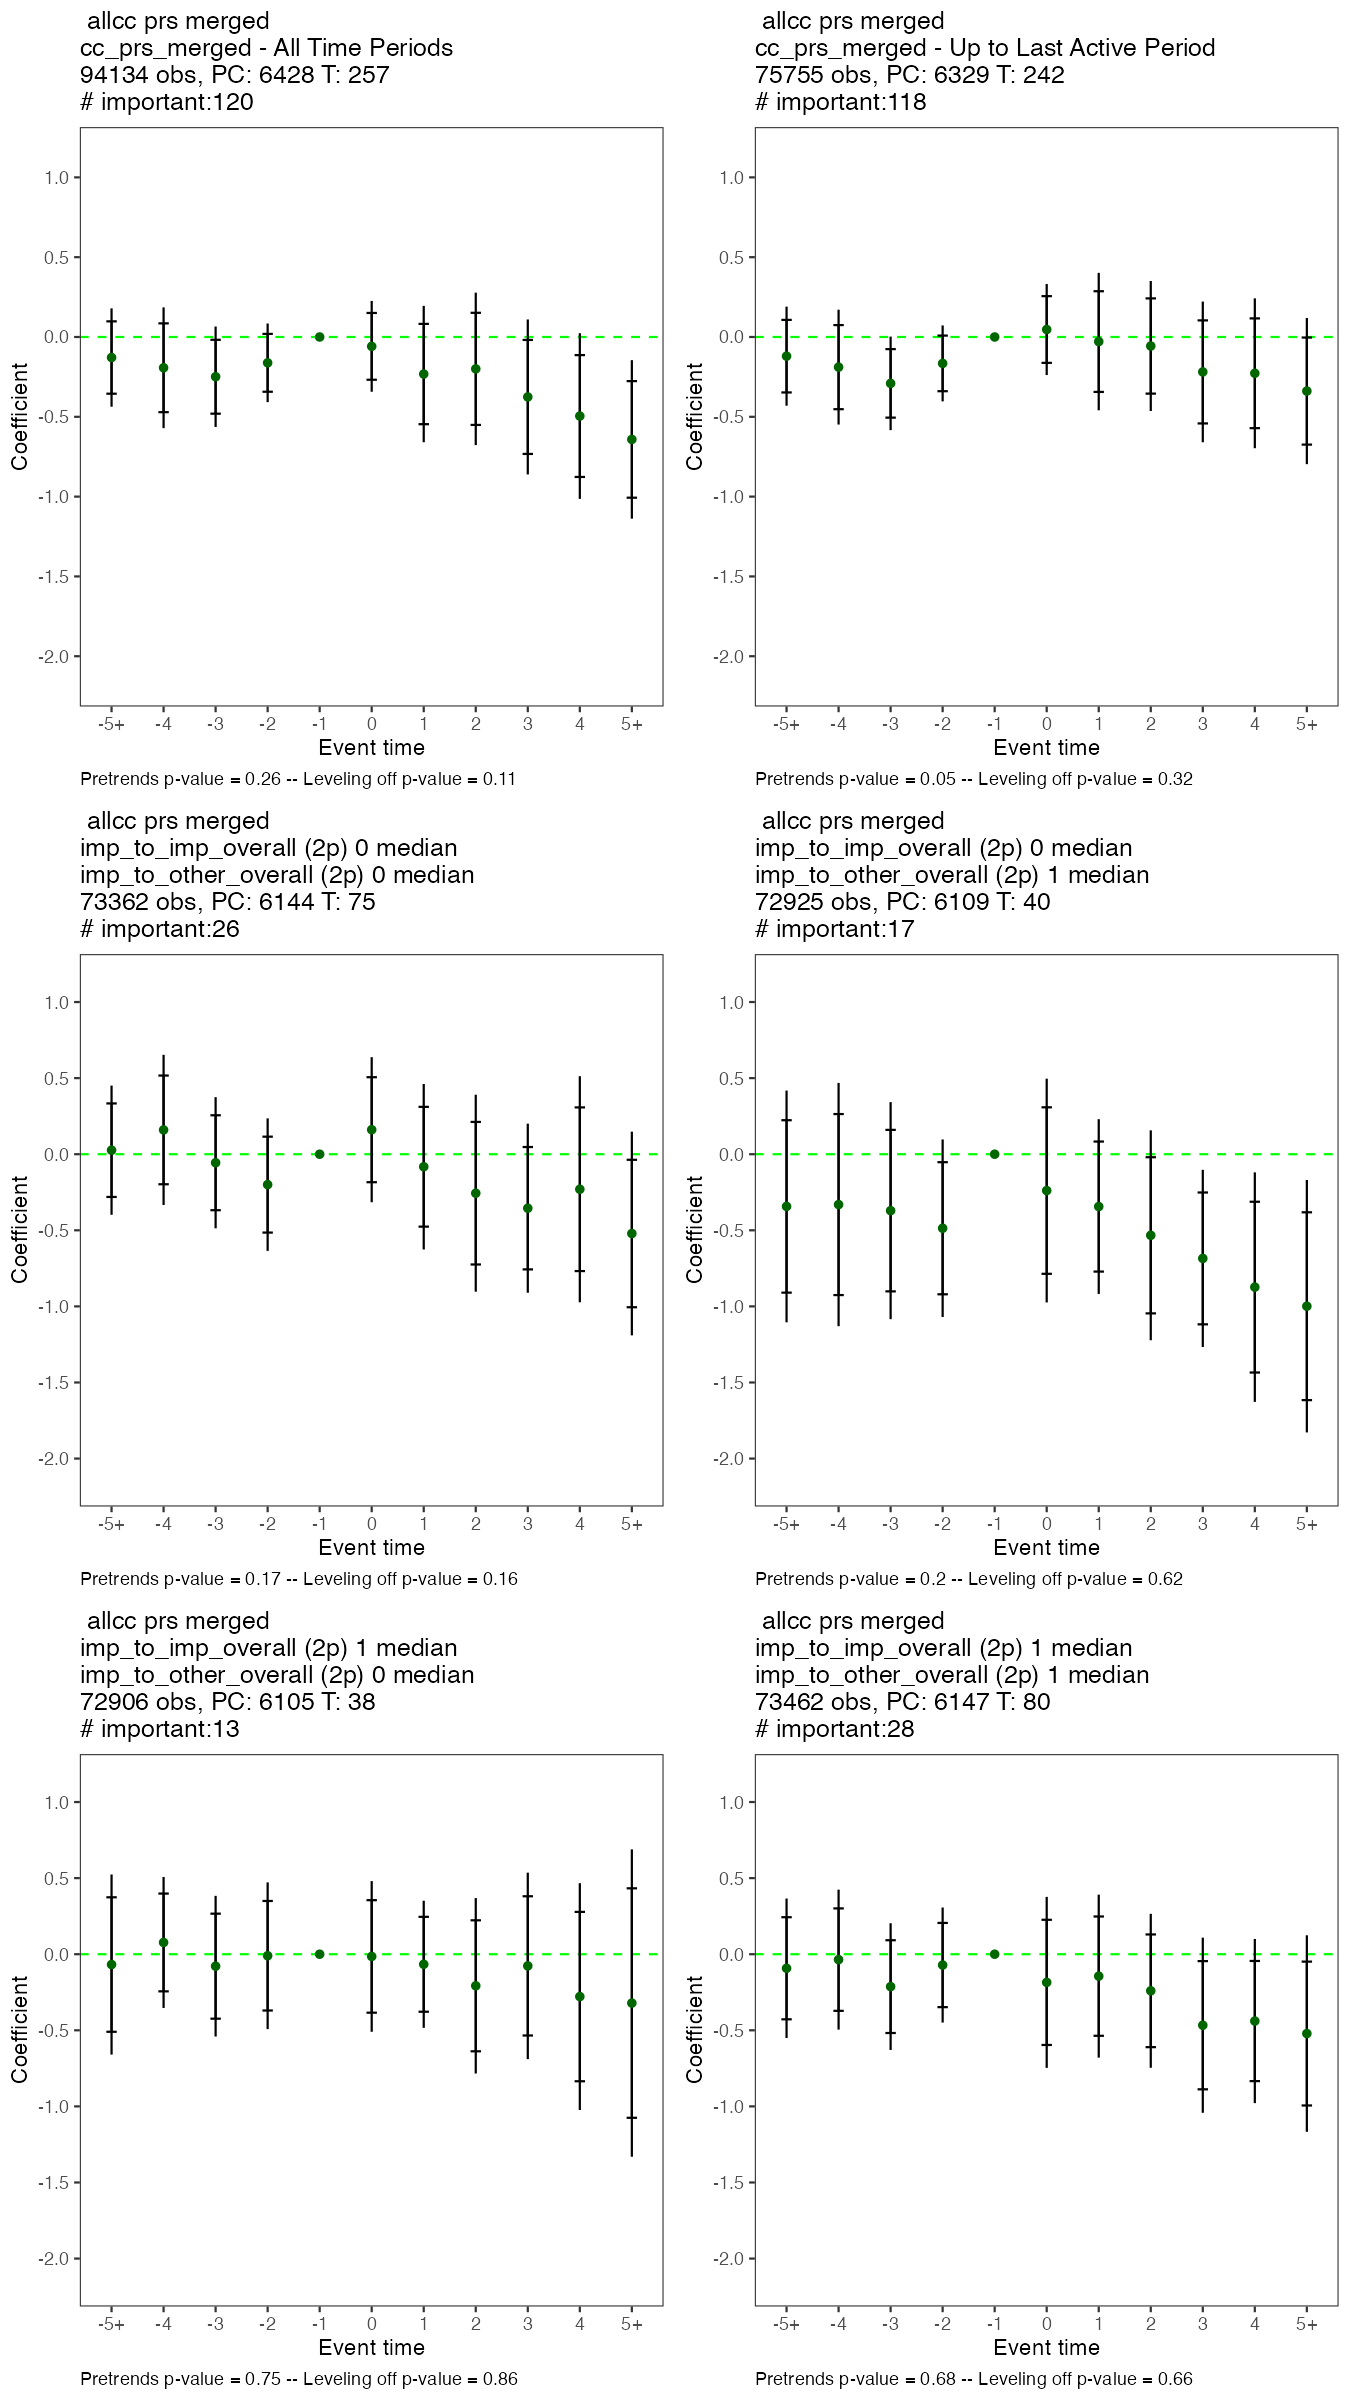 allcc prs merged
cc_prs_merged - All Time Periods
94134 obs, PC: 6428 T: 257
# important:120
1.0
0.5
0.0
-0.5
-1.0
-1.5
-2.0
Coefficient
-5+ -4 -3 -2 -1 0 1 2 3 4 5+
Event time
Pretrends p-value = 0.26 -- Leveling off p-value = 0.11
allcc prs merged
cc_prs_merged - Up to Last Active Period
75755 obs, PC: 6329 T: 242
# important:118
1.0
0.5
0.0
-0.5
-1.0
-1.5
-2.0
Coefficient
-5+ -4 -3 -2 -1 0 1 2 3 4 5+
Event time
Pretrends p-value = 0.05 -- Leveling off p-value = 0.32
allcc prs merged
imp_to_imp_overall (2p) 0 median
imp_to_other_overall (2p) 0 median
73362 obs, PC: 6144 T: 75
# important:26
1.0
0.5
0.0
-0.5
-1.0
-1.5
-2.0
Coefficient
-5+ -4 -3 -2 -1 0 1 2 3 4 5+
Event time
Pretrends p-value = 0.17 -- Leveling off p-value = 0.16
allcc prs merged
imp_to_imp_overall (2p) 0 median
imp_to_other_overall (2p) 1 median
72925 obs, PC: 6109 T: 40
# important:17
1.0
0.5
0.0
-0.5
-1.0
-1.5
-2.0
Coefficient
-5+ -4 -3 -2 -1 0 1 2 3 4 5+
Event time
Pretrends p-value = 0.2 -- Leveling off p-value = 0.62
allcc prs merged
imp_to_imp_overall (2p) 1 median
imp_to_other_overall (2p) 0 median
72906 obs, PC: 6105 T: 38
# important:13
1.0
0.5
0.0
-0.5
-1.0
-1.5
-2.0
Coefficient
-5+ -4 -3 -2 -1 0 1 2 3 4 5+
Event time
Pretrends p-value = 0.75 -- Leveling off p-value = 0.86
allcc prs merged
imp_to_imp_overall (2p) 1 median
imp_to_other_overall (2p) 1 median
73462 obs, PC: 6147 T: 80
# important:28
1.0
0.5
0.0
-0.5
-1.0
-1.5
-2.0
Coefficient
-5+ -4 -3 -2 -1 0 1 2 3 4 5+
Event time
Pretrends p-value = 0.68 -- Leveling off p-value = 0.66